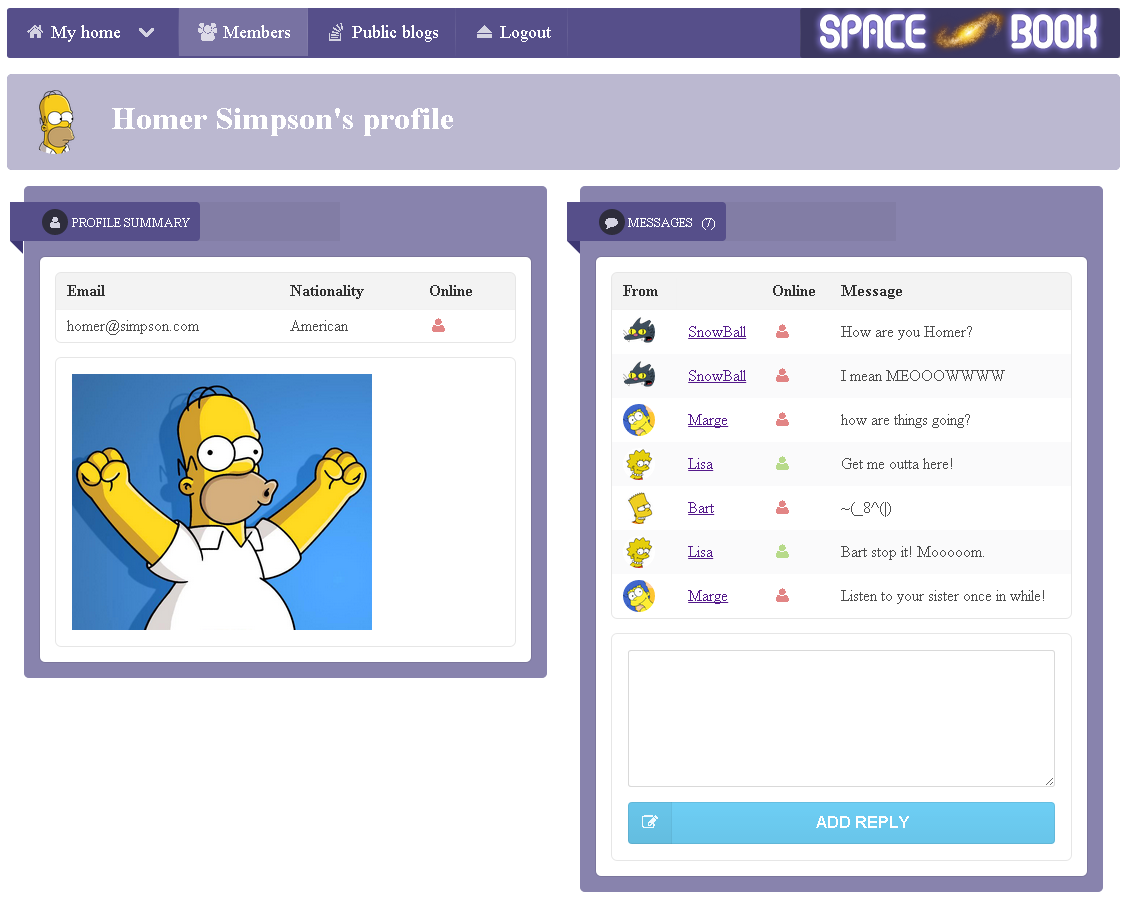 My home Members Public blogs Logout SPACE BOOK
Homer Simpson's profile
PROFILE SUMMARY
Email Nationality Online
homer@simpson.com American
MESSAGES (7)
From Online Message
SnowBall How are you Homer?
SnowBall I mean MEOOOWWWW
Marge how are things going?
Lisa Get me outta here!
Bart ~(_8^(|)
Lisa Bart stop it! Mooooom.
Marge Listen to your sister once in while!
ADD REPLY